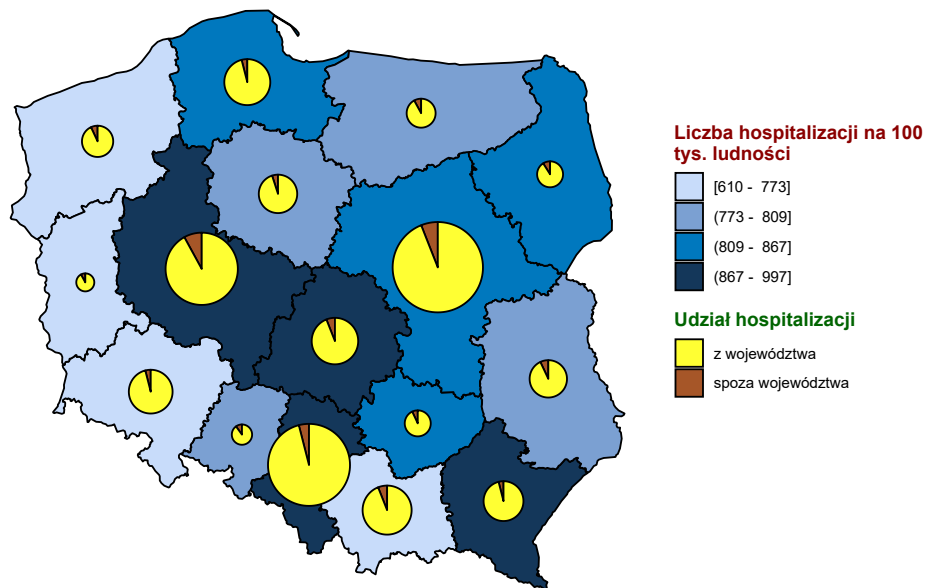 Liczba hospitalizacji na 100
tys. ludności
[610 - 773]
(773 - 809]
(809 - 867]
(867 - 997]
Udział hospitalizacji
z województwa
spoza województwa